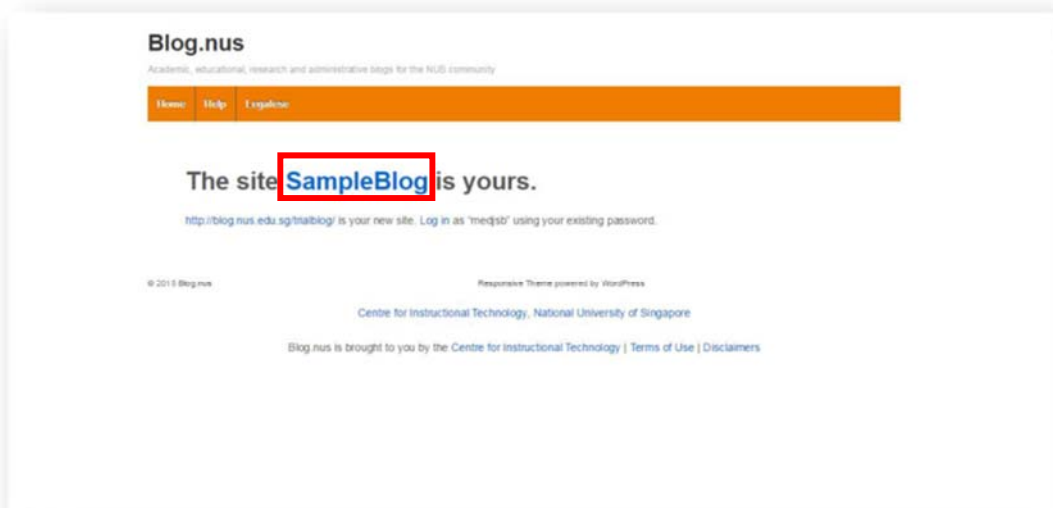 Blog.nus
Academic, educational, research and administrative blogs for the NUS community
Home Help
The site SampleBlog is yours.
http://blog.nus.edu.sg/trialblog/ is your new site. Log in as 'medjsb' using your existing password.
© 2015 Blog.nus Responsive Theme powered by WordPress
Centre for Instructional Technology, National University of Singapore
Blog.nus is brought to you by the Centre for Instructional Technology | Terms of Use | Disclaimers